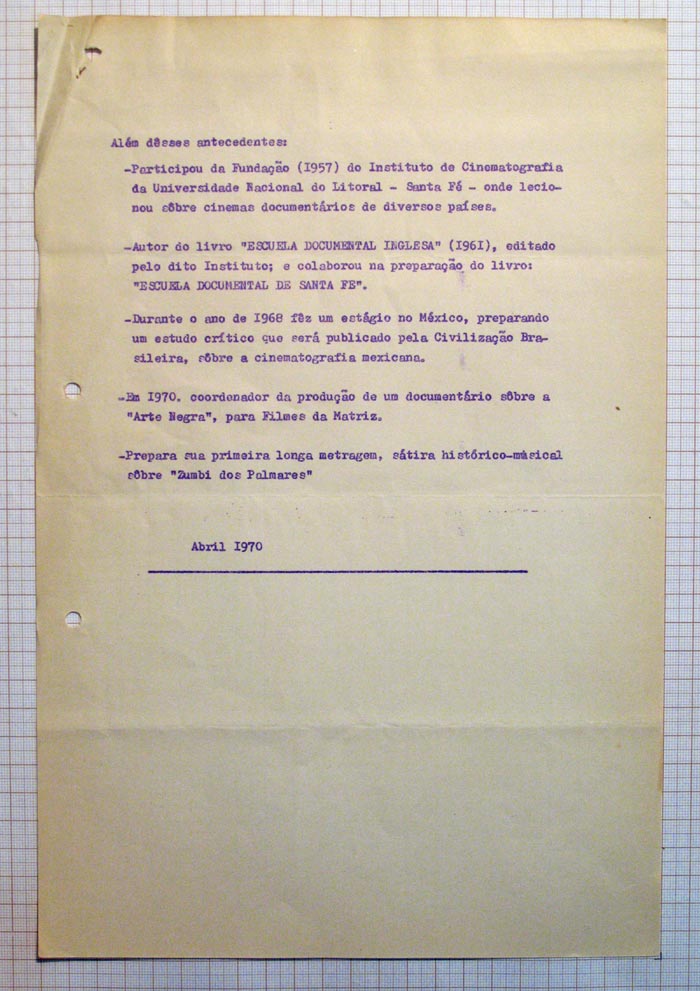 Além dêsses antecedentes:
-Participou da Fundação (1957) do Instituto de Cinematografia
da Universidade Nacional do Litoral - Santa Fé - onde lecio-
nou sôbre cinemas documentários de diversos países.
-Autor do livro "ESCUELA DOCUMENTAL INGLESA" (1961), editado
pelo dito Instituto; e colaborou na preparação do livro:
"ESCUELA DOCUMENTAL DE SANTA FE".
-Durante o ano de 1968 fêz um estágio no México, preparando
um estudo crítico que será publicado pela Civilização Bra-
sileira, sôbre a cinematografia mexicana.
-Em 1970. coordenador da produção de um documentário sôbre a
"Arte Negra", para Filmes da Matriz.
-Prepara sua primeira longa metragem, sátira histórico-músical
sôbre "Zumbi dos Palmares"
Abril 1970